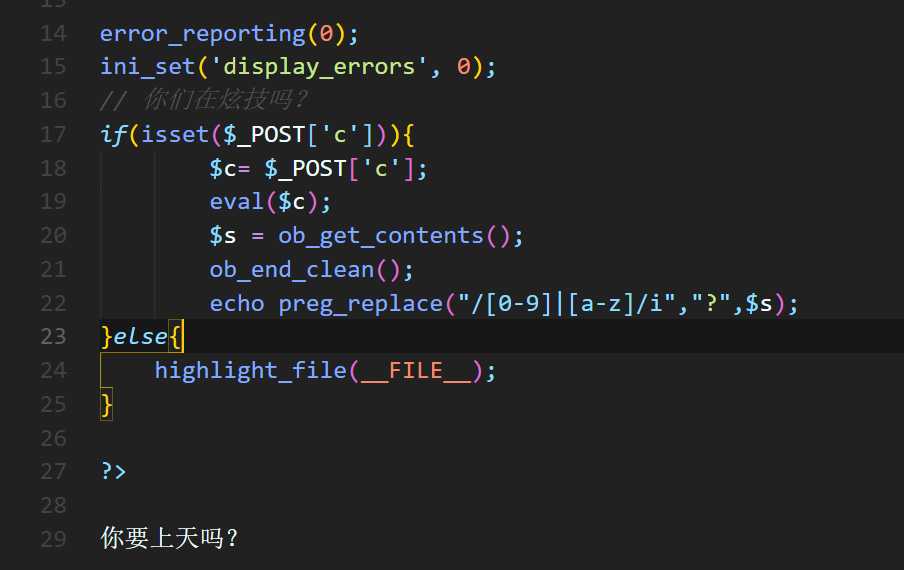 13
14 error_reporting(0);
15 ini_set('display_errors', 0);
16 // 你们在炫技吗？
17 if(isset($_POST['c'])){
18 $c= $_POST['c'];
19 eval($c);
20 $s = ob_get_contents();
21 ob_end_clean();
22 echo preg_replace("/[0-9]|[a-z]/i","?",$s);
23 }else{
24 highlight_file(__FILE__);
25 }
26
27 ?>
28
29 你要上天吗？